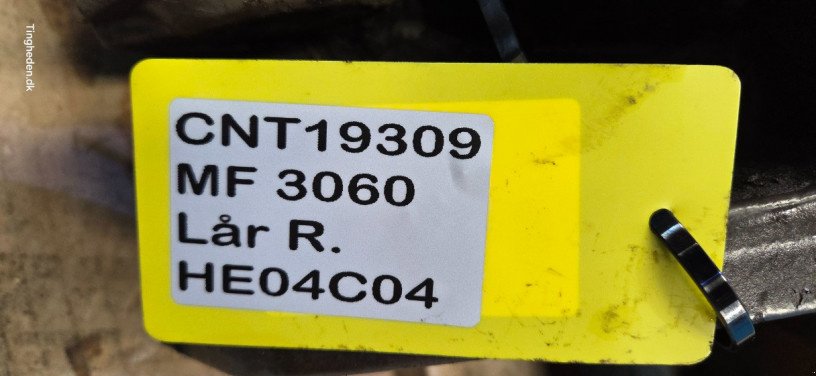 Tingheden.dk
CNT19309
MF 3060
Lår R.
HE04C04